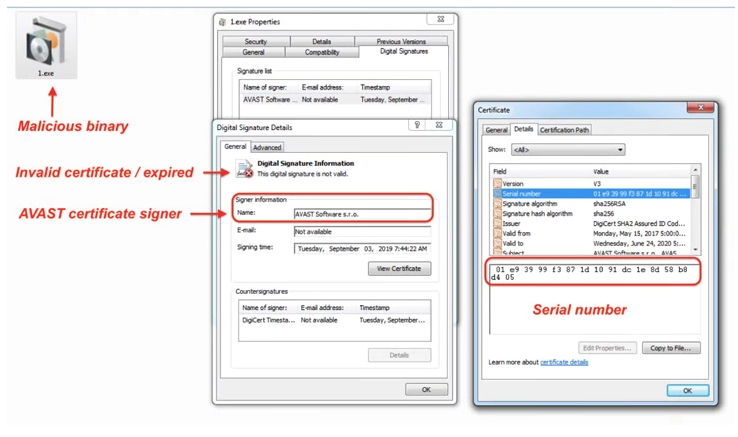 1.exe
Malicious binary
Invalid certificate / expired
AVAST certificate signer
1.exe Properties
Security Details Previous Versions
General Compatibility Digital Signatures
Signature list
Name of signer: E-mail address: Timestamp
AVAST Software ... Not available Tuesday, September ...
Digital Signature Details
General Advanced
Digital Signature Information
This digital signature is not valid.
Signer information
Name: AVAST Software s.r.o.
E-mail: Not available
Signing time: Tuesday, September 03, 2019 7:44:22 AM
View Certificate
Countersignatures
Name of signer: E-mail address: Timestamp
DigiCert Timesta... Not available Tuesday, September...
Details
OK
Certificate
General Details Certification Path
Show: <All>
Field Value
Version V3
Serial number 01 e9 39 99 f3 87 1d 10 91 dc ...
Signature algorithm sha256RSA
Signature hash algorithm sha256
Issuer DigiCert SHA2 Assured ID Cod...
Valid from Monday, May 15, 2017 5:00:0...
Valid to Wednesday, June 24, 2020 5:...
Subject AVAST Software s.r.o., AVAS...
01 e9 39 99 f3 87 1d 10 91 dc 1e 8d 58 b8
d4 05
Serial number
Edit Properties... Copy to File...
Learn more about certificate details
OK